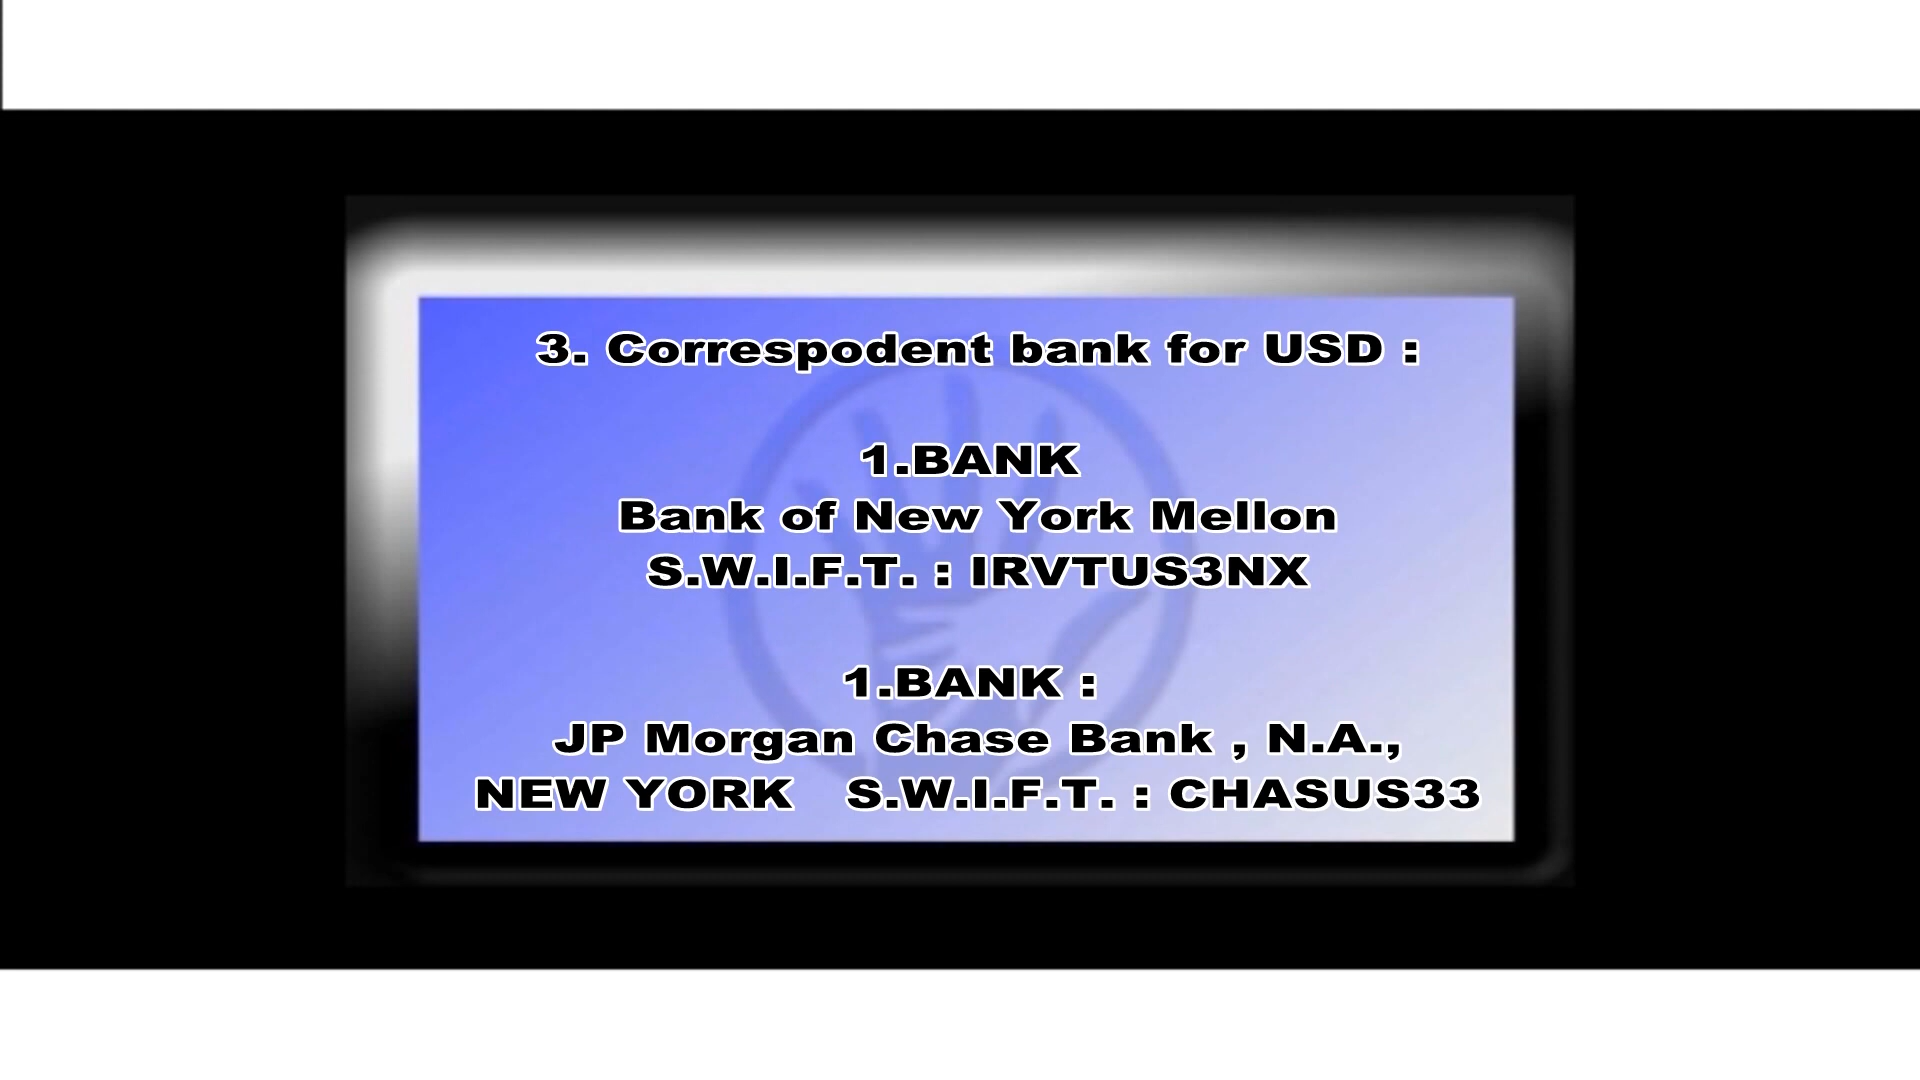 3. Correspodent bank for USD :
1.BANK
Bank of New York Mellon
S.W.I.F.T. : IRVTUS3NX
1.BANK :
JP Morgan Chase Bank , N.A.,
NEW YORK   S.W.I.F.T. : CHASUS33